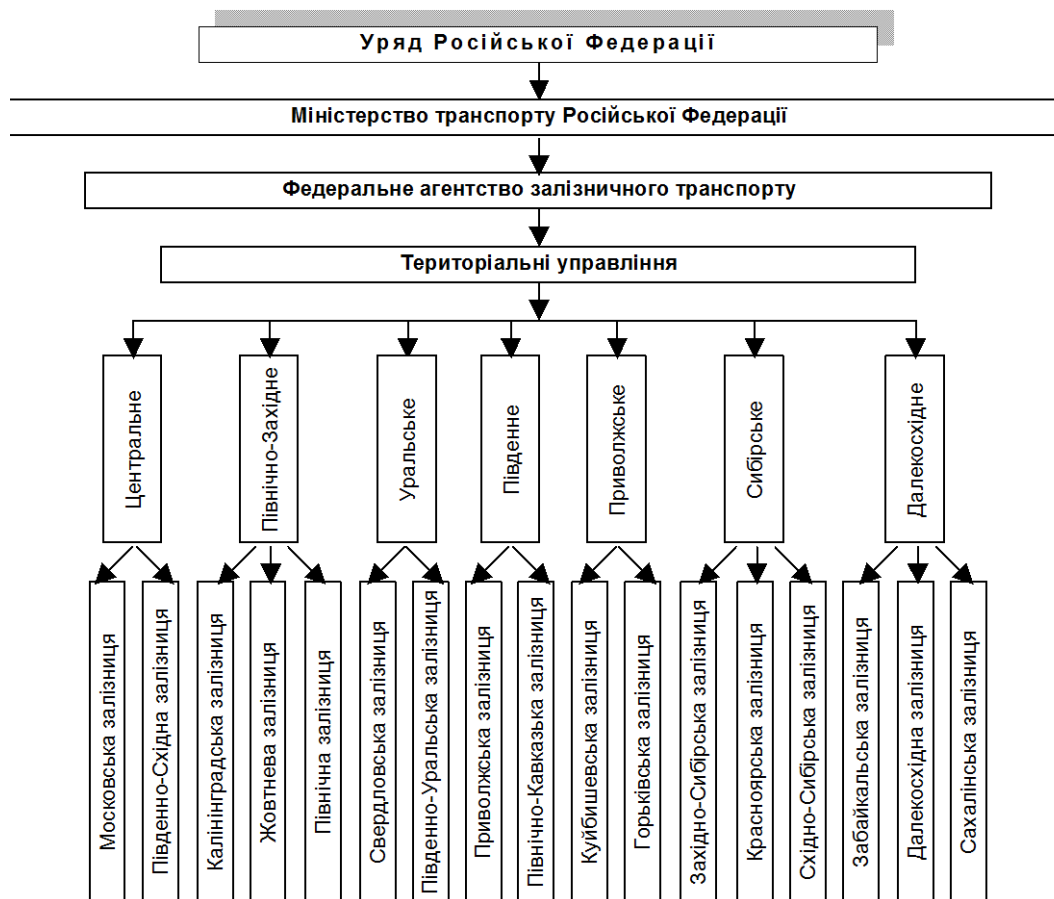 Уряд Російської Федерації
Міністерство транспорту Російської Федерації
Федеральне агентство залізничного транспорту
Територіальні управління
Центральне
Північно-Західне
Уральське
Південне
Приволжське
Сибірське
Далекосхідне
Московська залізниця
Південно-Східна залізниця
Калінінградська залізниця
Жовтнева залізниця
Північна залізниця
Свердловська залізниця
Південно-Уральська залізниця
Приволжська залізниця
Північно-Кавказька залізниця
Куйбишевська залізниця
Горьківська залізниця
Західно-Сибірська залізниця
Красноярська залізниця
Східно-Сибірська залізниця
Забайкальська залізниця
Далекосхідна залізниця
Сахалінська залізниця